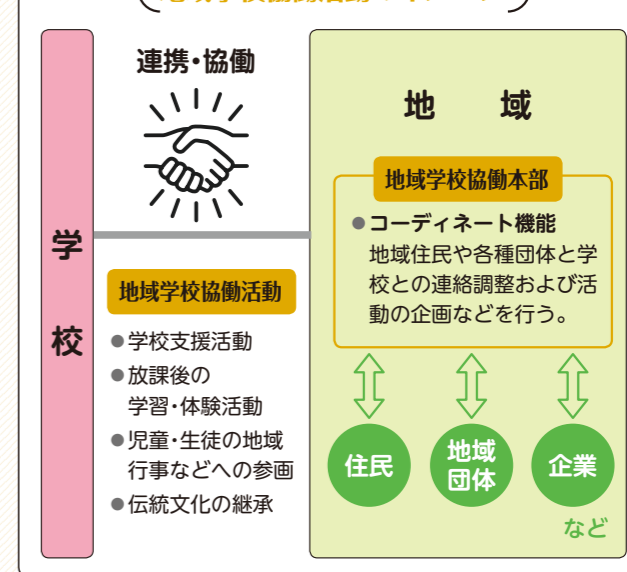 連携・協働
学校
地域学校協働活動
●学校支援活動
●放課後の
学習・体験活動
●児童・生徒の地域
行事などへの参画
●伝統文化の継承
地域
地域学校協働本部
●コーディネート機能
地域住民や各種団体と学
校との連絡調整および活
動の企画などを行う。
住民
地域
団体
企業
など